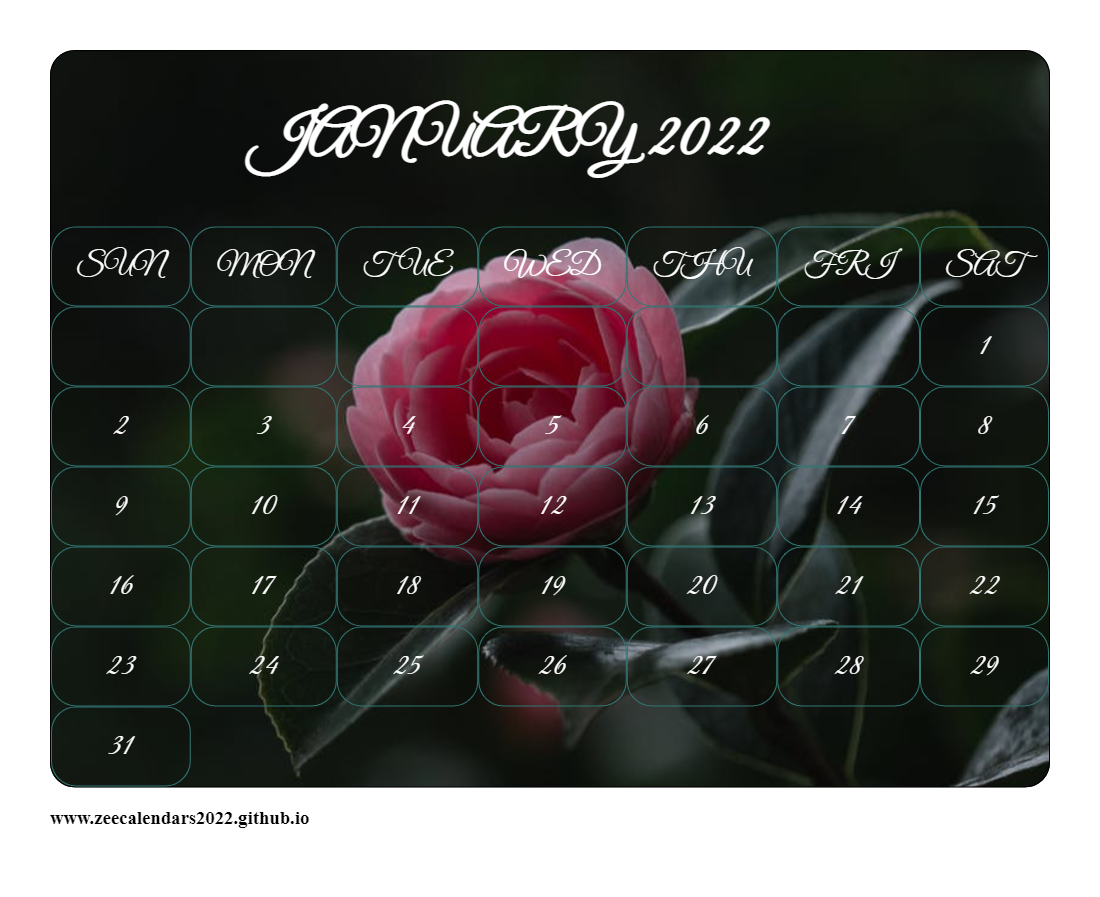 JANUARY 2022
SUN MON TUE WED THU FRI SAT
1
2 3 4 5 6 7 8
9 10 11 12 13 14 15
16 17 18 19 20 21 22
23 24 25 26 27 28 29
31
www.zeecalendars2022.github.io